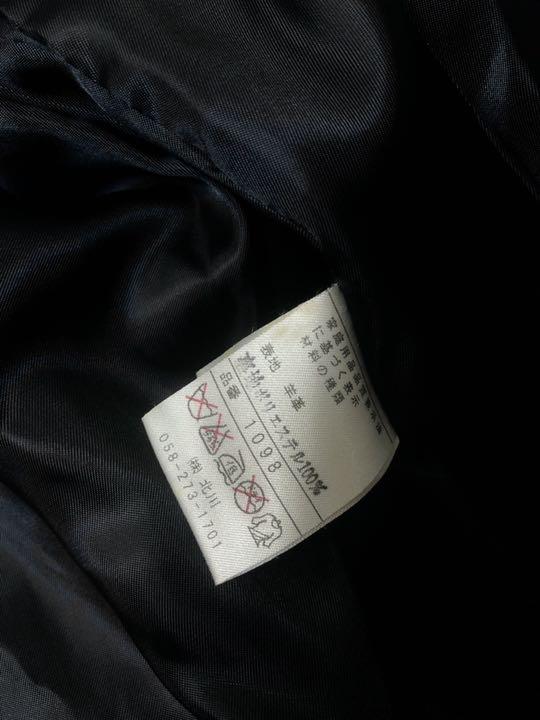 家庭用品品質表示法
に基づく表示
材料の種類
表地 羊革
裏地 ポリエステル100%
品番 1098
㈱ 北川
058-273-1701